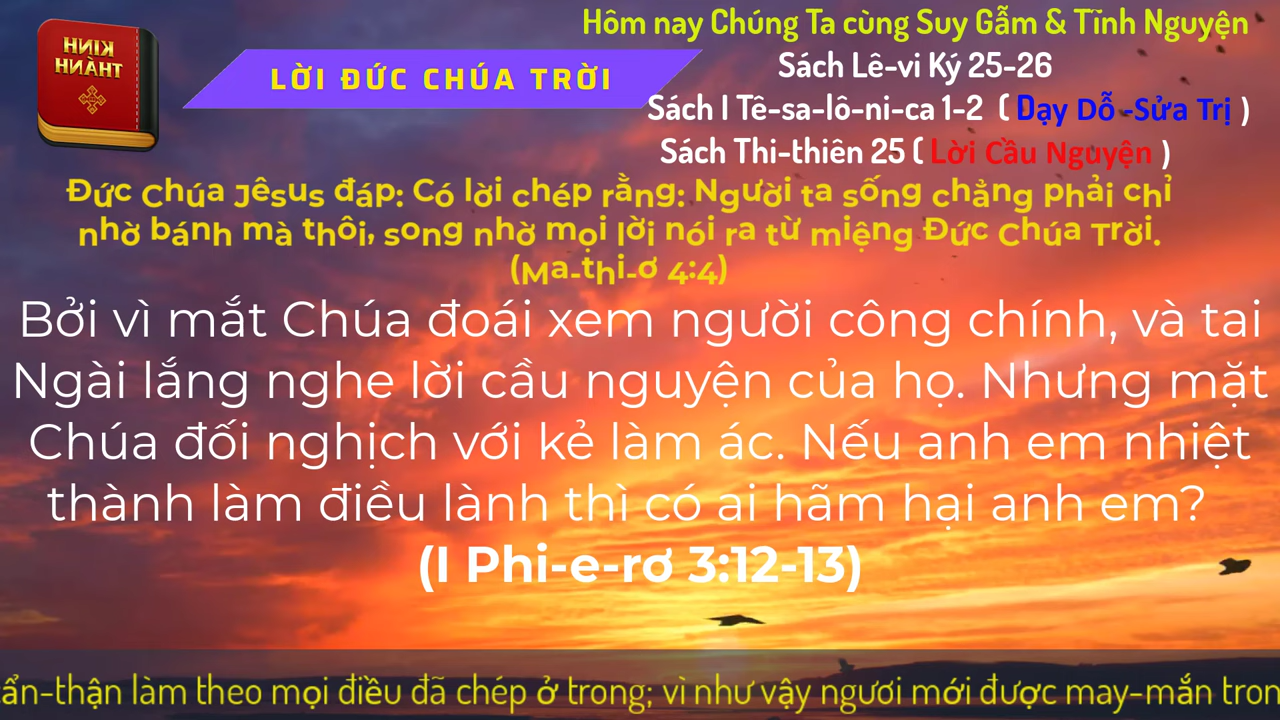 KINH
THÀNH
LỜI ĐỨC CHÚA TRỜI
Hôm nay Chúng Ta cùng Suy Gẫm & Tĩnh Nguyện
Sách Lê-vi Ký 25-26
Sách I Tê-sa-lô-ni-ca 1-2 ( Dạy Dỗ -Sửa Trị )
Sách Thi-thiên 25 ( Lời Cầu Nguyện )
Đức Chúa Jêsus đáp: Có lời chép rằng: Người ta sống chẳng phải chỉ
nhờ bánh mà thôi, song nhờ mọi lời nói ra từ miệng Đức Chúa Trời.
(Ma-thi-ơ 4:4)
Bởi vì mắt Chúa đoái xem người công chính, và tai
Ngài lắng nghe lời cầu nguyện của họ. Nhưng mặt
Chúa đối nghịch với kẻ làm ác. Nếu anh em nhiệt
thành làm điều lành thì có ai hãm hại anh em?
(I Phi-e-rơ 3:12-13)
ẩn-thận làm theo mọi điều đã chép ở trong; vì như vậy ngươi mới được may-mắn tron